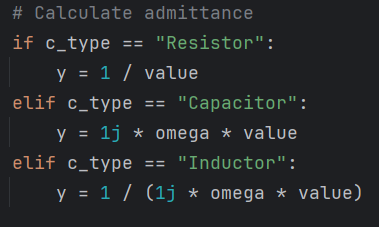 # Calculate admittance
if c_type == "Resistor":
    y = 1 / value
elif c_type == "Capacitor":
    y = 1j * omega * value
elif c_type == "Inductor":
    y = 1 / (1j * omega * value)